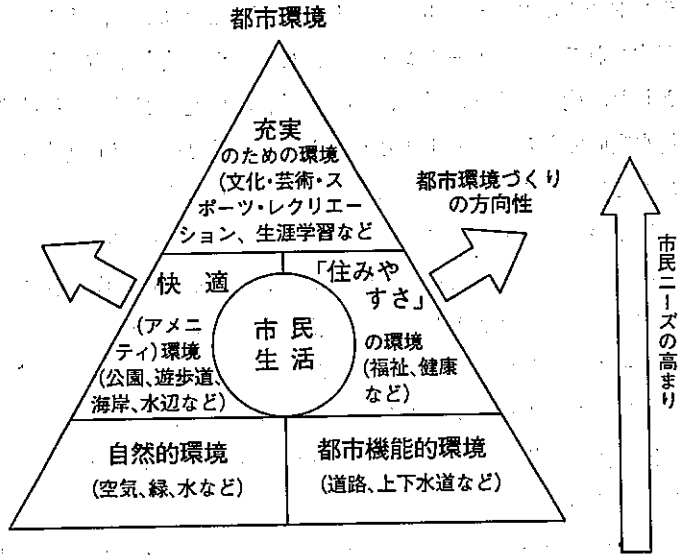 都市環境
充実
のための環境
(文化・芸術・ス
ポーツ・レクリエー
ション、生涯学習など
都市環境づくり
の方向性
快適
(アメニ
ティ)環境
(公園、遊歩道、
海岸、水辺など)
市民
生活
「住みや
すさ」
の環境
(福祉、健康
など)
自然的環境
(空気、緑、水など)
都市機能的環境
(道路、上下水道など)
市民ニーズの高まり